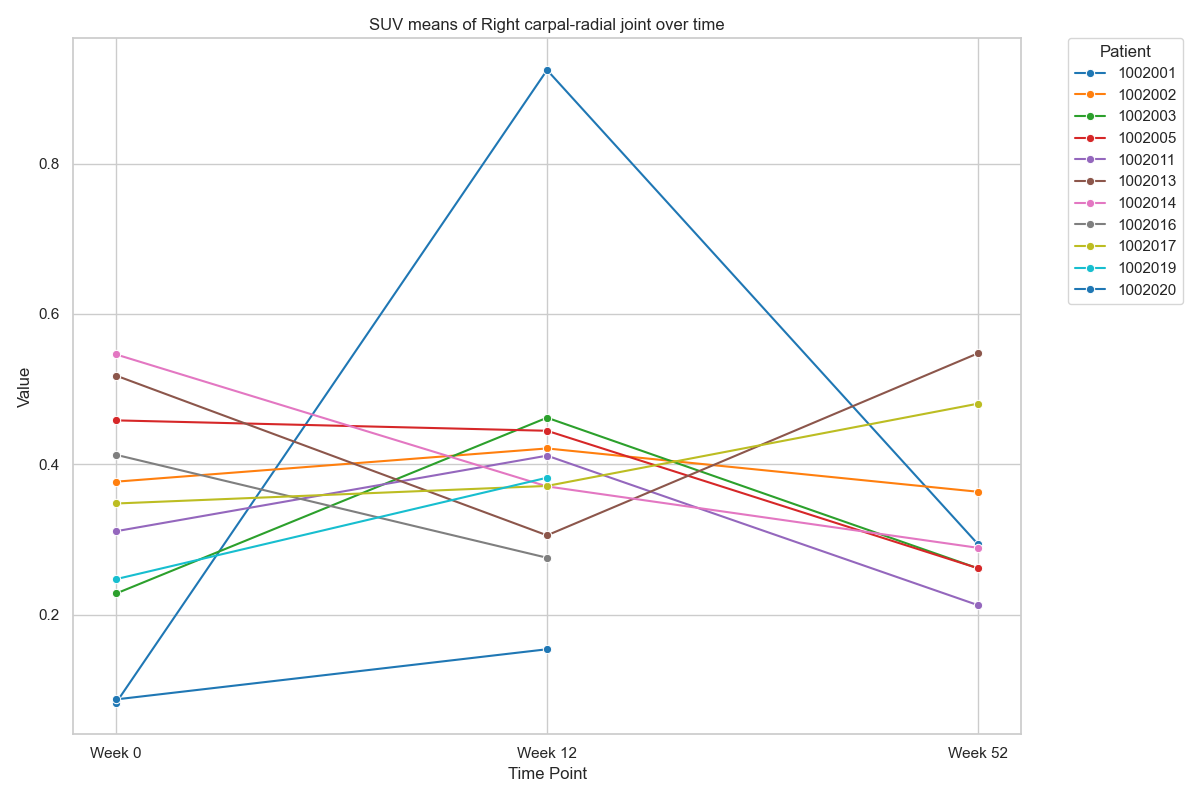 SUV means of Right carpal-radial joint over time
Patient
1002001
1002002
1002003
1002005
1002011
1002013
1002014
1002016
1002017
1002019
1002020
Value
0.8
0.6
0.4
0.2
Week 0
Week 12
Week 52
Time Point